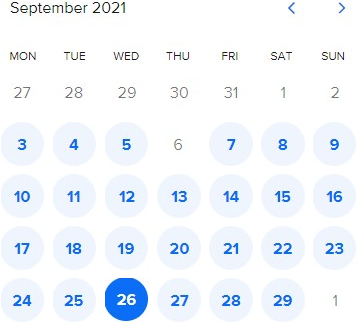 September 2021
MON TUE WED THU FRI SAT SUN
27 28 29 30 31 1 2
3 4 5 6 7 8 9
10 11 12 13 14 15 16
17 18 19 20 21 22 23
24 25 26 27 28 29 1